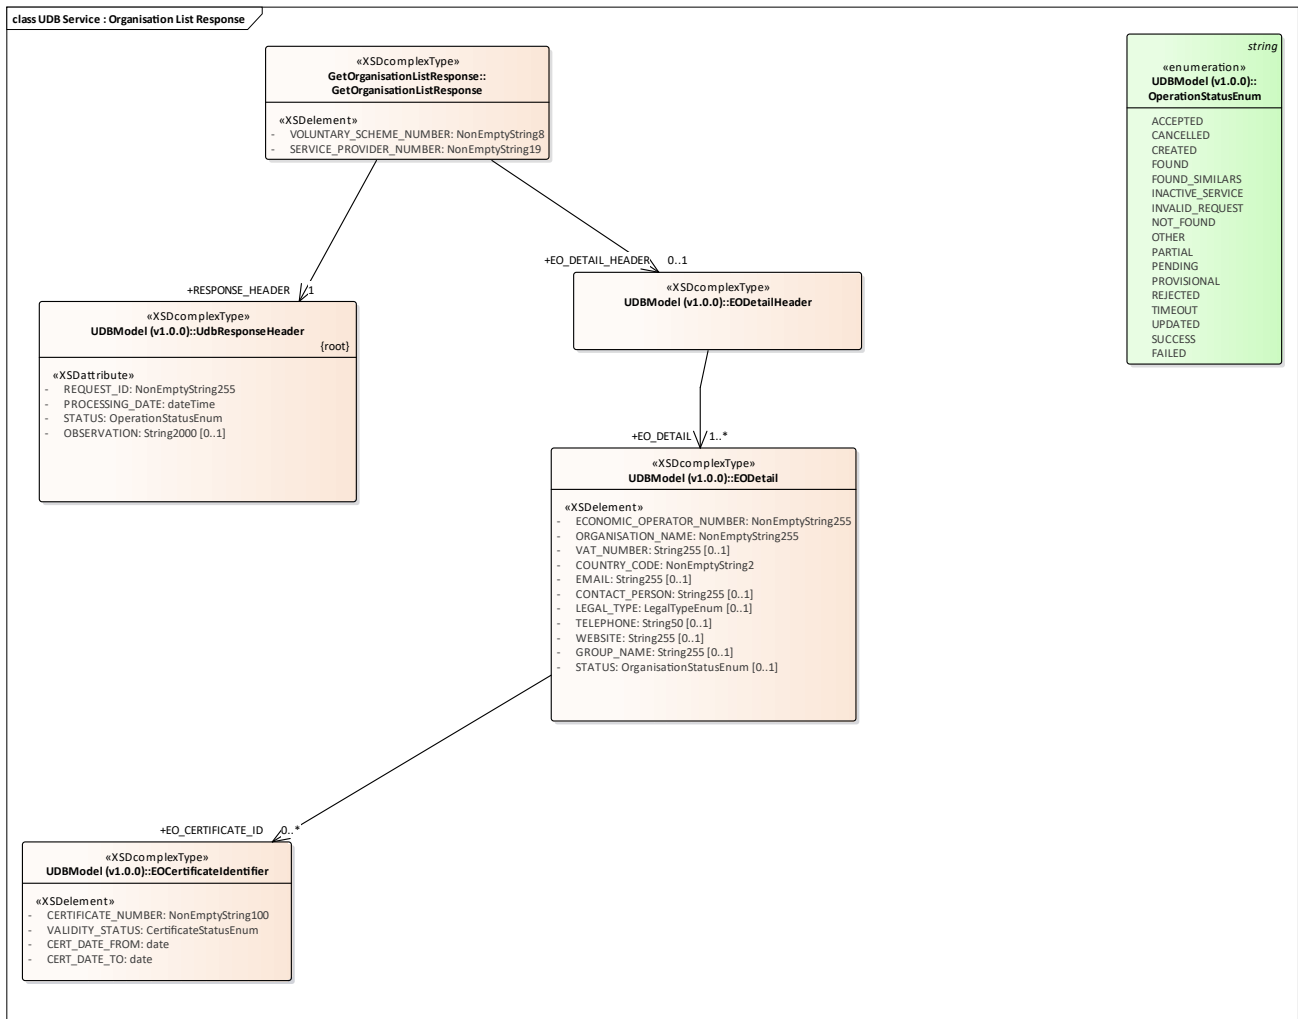 class UDB Service : Organisation List Response
«XSDcomplexType»
GetOrganisationListResponse::
GetOrganisationListResponse
«XSDelement»
- VOLUNTARY_SCHEME_NUMBER: NonEmptyString8
- SERVICE_PROVIDER_NUMBER: NonEmptyString19
string
«enumeration»
UDBModel (v1.0.0)::
OperationStatusEnum
ACCEPTED
CANCELLED
CREATED
FOUND
FOUND_SIMILARS
INACTIVE_SERVICE
INVALID_REQUEST
NOT_FOUND
OTHER
PARTIAL
PENDING
PROVISIONAL
REJECTED
TIMEOUT
UPDATED
SUCCESS
FAILED
+EO_DETAIL_HEADER 0..1
+RESPONSE_HEADER 1
«XSDcomplexType»
UDBModel (v1.0.0)::EODetailHeader
«XSDcomplexType»
UDBModel (v1.0.0)::UdbResponseHeader
{root}
«XSDattribute»
- REQUEST_ID: NonEmptyString255
- PROCESSING_DATE: dateTime
- STATUS: OperationStatusEnum
- OBSERVATION: String2000 [0..1]
+EO_DETAIL 1..*
«XSDcomplexType»
UDBModel (v1.0.0)::EODetail
«XSDelement»
- ECONOMIC_OPERATOR_NUMBER: NonEmptyString255
- ORGANISATION_NAME: NonEmptyString255
- VAT_NUMBER: String255 [0..1]
- COUNTRY_CODE: NonEmptyString2
- EMAIL: String255 [0..1]
- CONTACT_PERSON: String255 [0..1]
- LEGAL_TYPE: LegalTypeEnum [0..1]
- TELEPHONE: String50 [0..1]
- WEBSITE: String255 [0..1]
- GROUP_NAME: String255 [0..1]
- STATUS: OrganisationStatusEnum [0..1]
+EO_CERTIFICATE_ID 0..*
«XSDcomplexType»
UDBModel (v1.0.0)::EOCertificateIdentifier
«XSDelement»
- CERTIFICATE_NUMBER: NonEmptyString100
- VALIDITY_STATUS: CertificateStatusEnum
- CERT_DATE_FROM: date
- CERT_DATE_TO: date